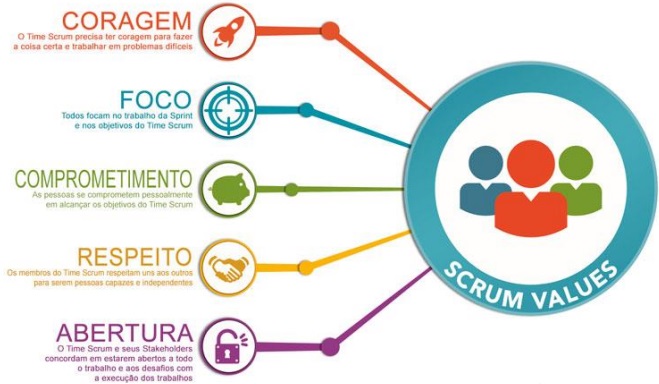 CORAGEM
O Time Scrum precisa ter coragem para fazer
a coisa certa e trabalhar em problemas difíceis
FOCO
Todos focam no trabalho da Sprint
e nos objetivos do Time Scrum
COMPROMETIMENTO
As pessoas se comprometem pessoalmente
em alcançar os objetivos do Time Scrum
RESPEITO
Os membros do Time Scrum respeitam uns aos outros
para serem pessoas capazes e independentes
ABERTURA
O Time Scrum e seus Stakeholders
concordam em estarem abertos a todo
o trabalho e aos desafios com
a execução dos trabalhos
SCRUM VALUES